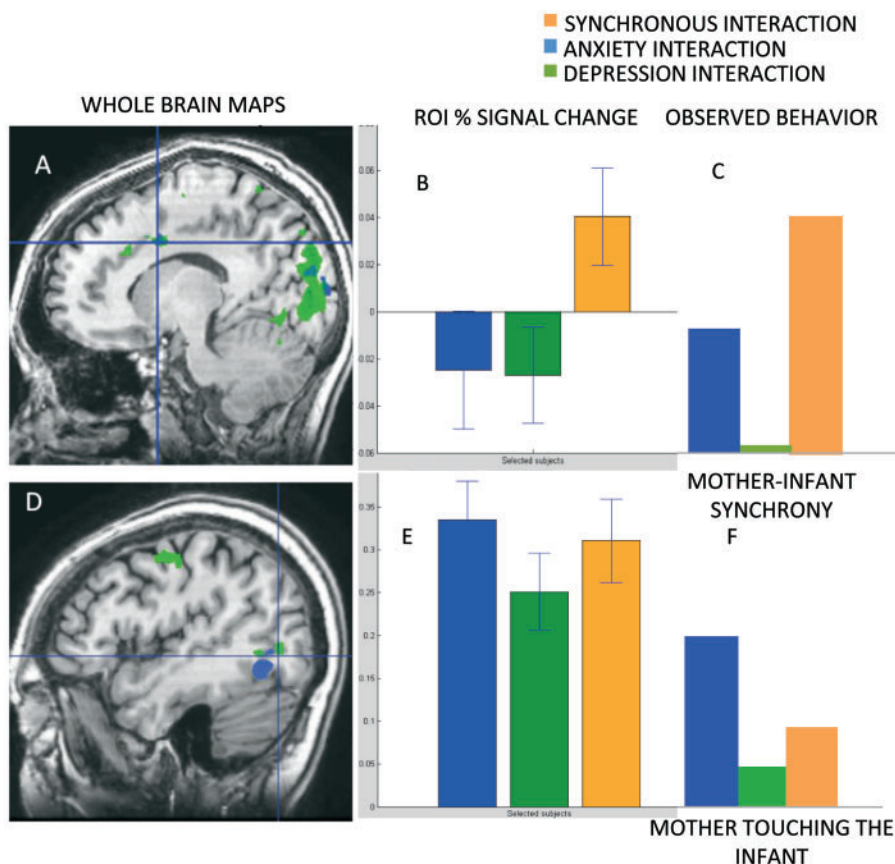 SYNCHRONOUS INTERACTION
ANXIETY INTERACTION
DEPRESSION INTERACTION
WHOLE BRAIN MAPS
ROI % SIGNAL CHANGE
OBSERVED BEHAVIOR
A
B
C
0.06
0.04
0.02
0
0.02
0.04
0.06
Selected subjects
MOTHER-INFANT
SYNCHRONY
D
E
F
0.35
0.3
0.25
0.2
0.15
0.1
0.05
0
Selected subjects
MOTHER TOUCHING THE
INFANT